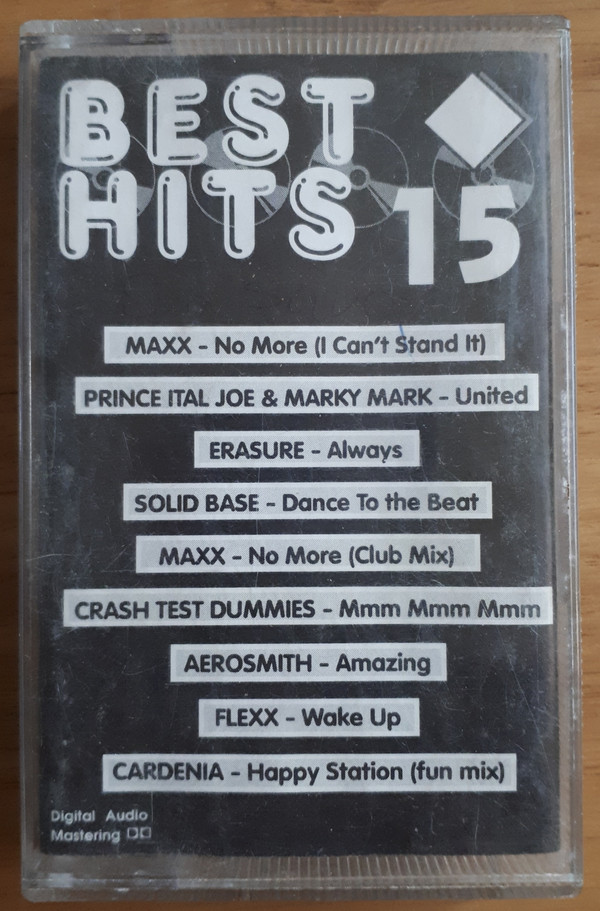 BEST
HITS 15
MAXX - No More (I Can't Stand It)
PRINCE ITAL JOE & MARKY MARK - United
ERASURE - Always
SOLID BASE - Dance To the Beat
MAXX - No More (Club Mix)
CRASH TEST DUMMIES - Mmm Mmm Mmm
AEROSMITH - Amazing
FLEXX - Wake Up
CARDENIA - Happy Station (fun mix)
Digital Audio
Mastering